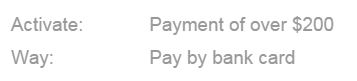 Activate: Payment of over $200
Way: Pay by bank card